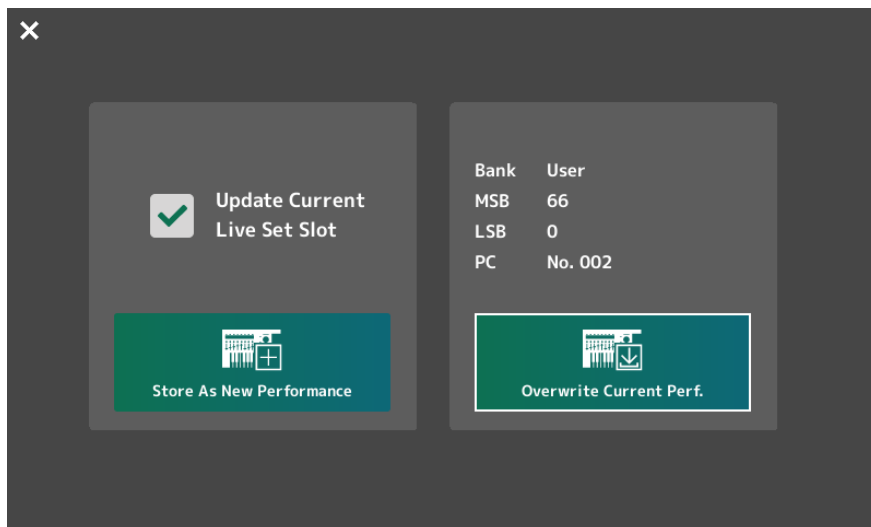 Update Current
Live Set Slot
Store As New Performance
Bank User
MSB 66
LSB 0
PC No. 002
Overwrite Current Perf.